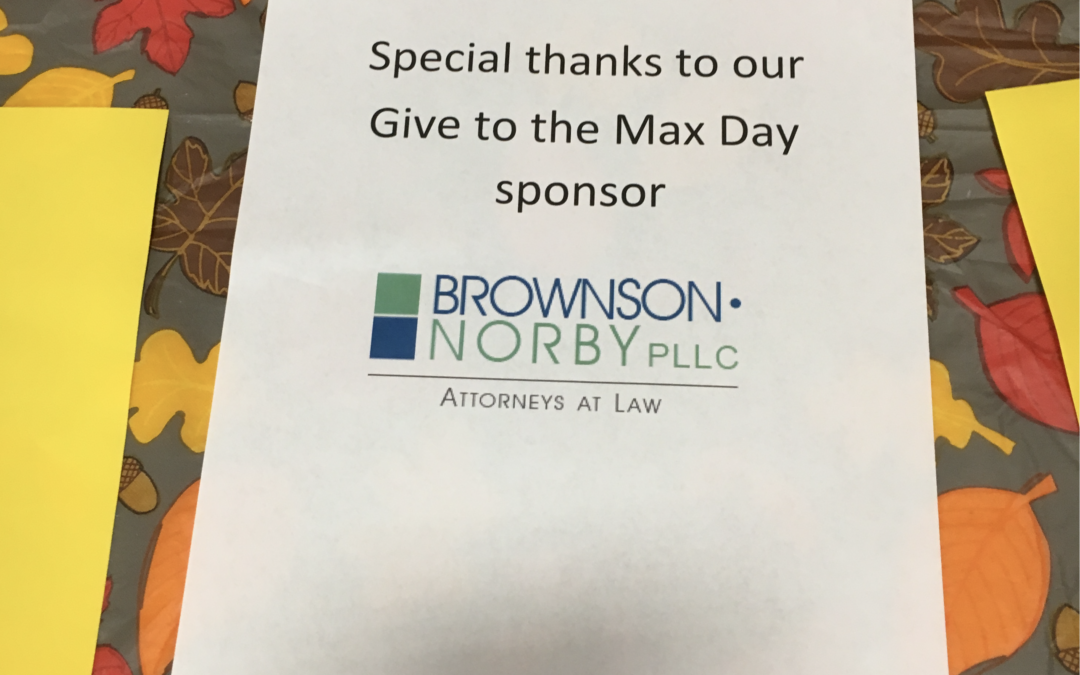 Special thanks to our
Give to the Max Day
sponsor
BROWNSON•
NORBY PLLC
ATTORNEYS AT LAW